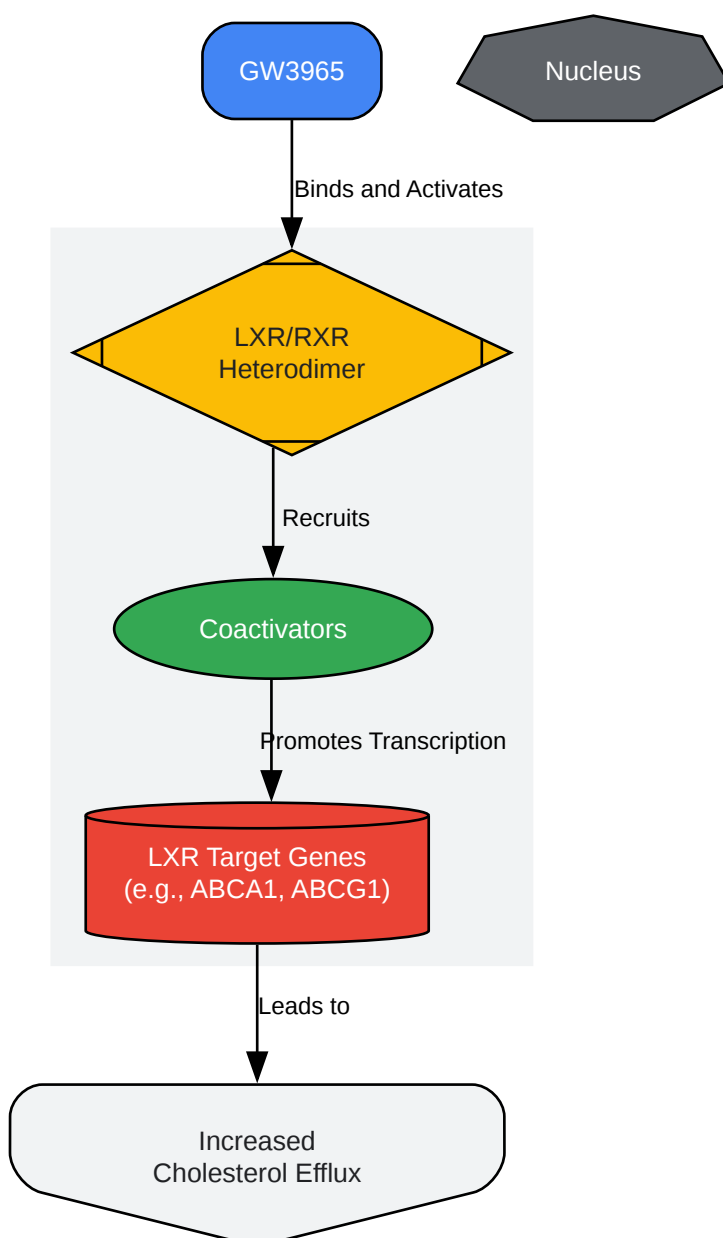 GW3965
Nucleus
Binds and Activates
LXR/RXR
Heterodimer
Recruits
Coactivators
Promotes Transcription
LXR Target Genes
(e.g., ABCA1, ABCG1)
Leads to
Increased
Cholesterol Efflux